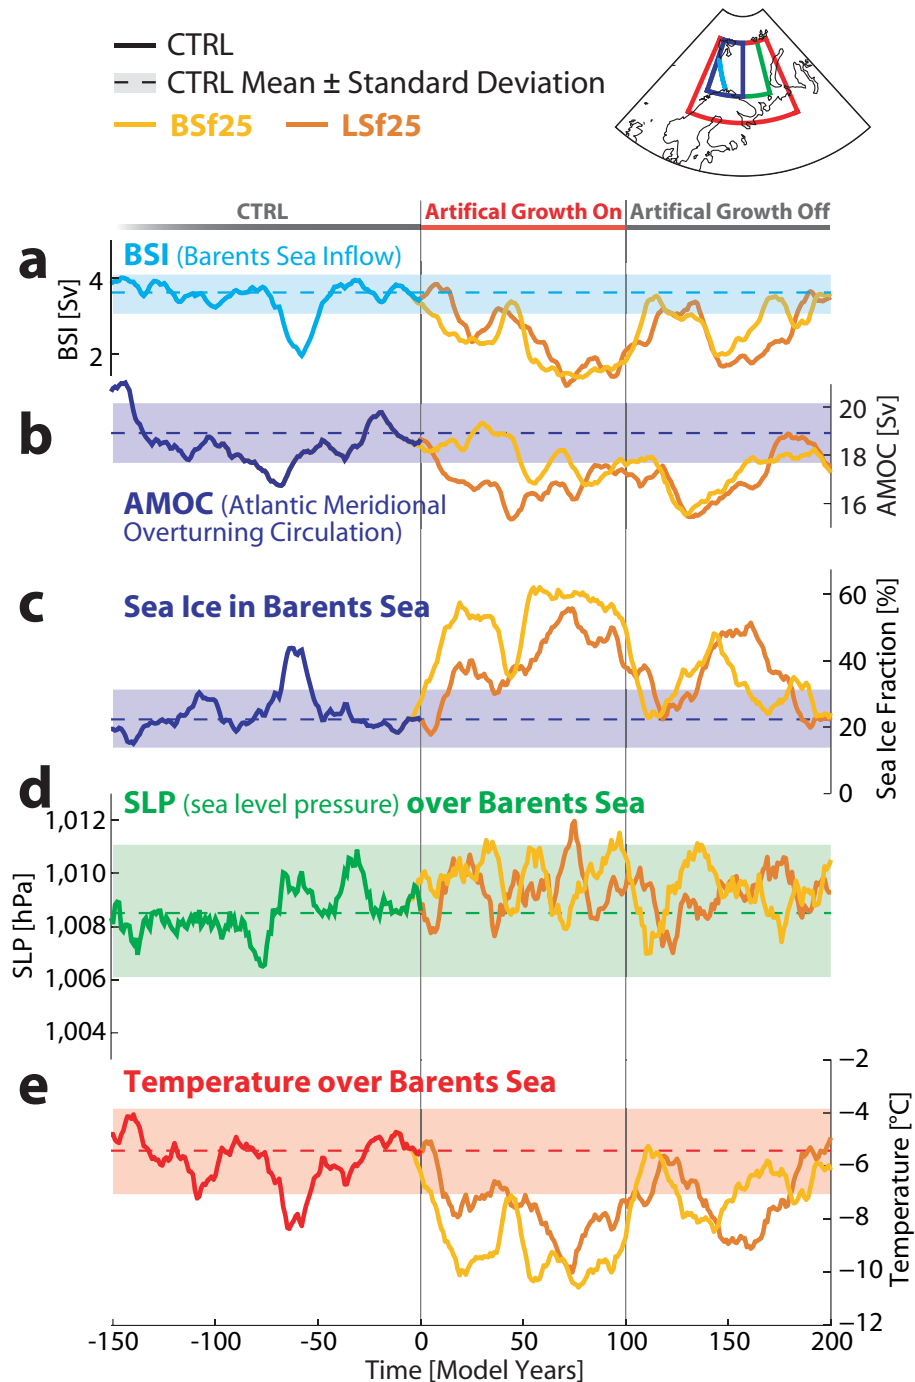 CTRL
CTRL Mean ± Standard Deviation
BSf25 LSf25
CTRL Artifical Growth On Artifical Growth Off
a
BSI (Barents Sea Inflow)
BSI [Sv]
4
2
b
AMOC (Atlantic Meridional
Overturning Circulation)
AMOC [Sv]
20
18
16
c
Sea Ice in Barents Sea
Sea Ice Fraction [%]
60
40
20
0
d
SLP (sea level pressure) over Barents Sea
SLP [hPa]
1,012
1,010
1,008
1,006
1,004
e
Temperature over Barents Sea
Temperature [°C]
−2
−4
−6
−8
−10
−12
-150 -100 -50 0 50 100 150 200
Time [Model Years]